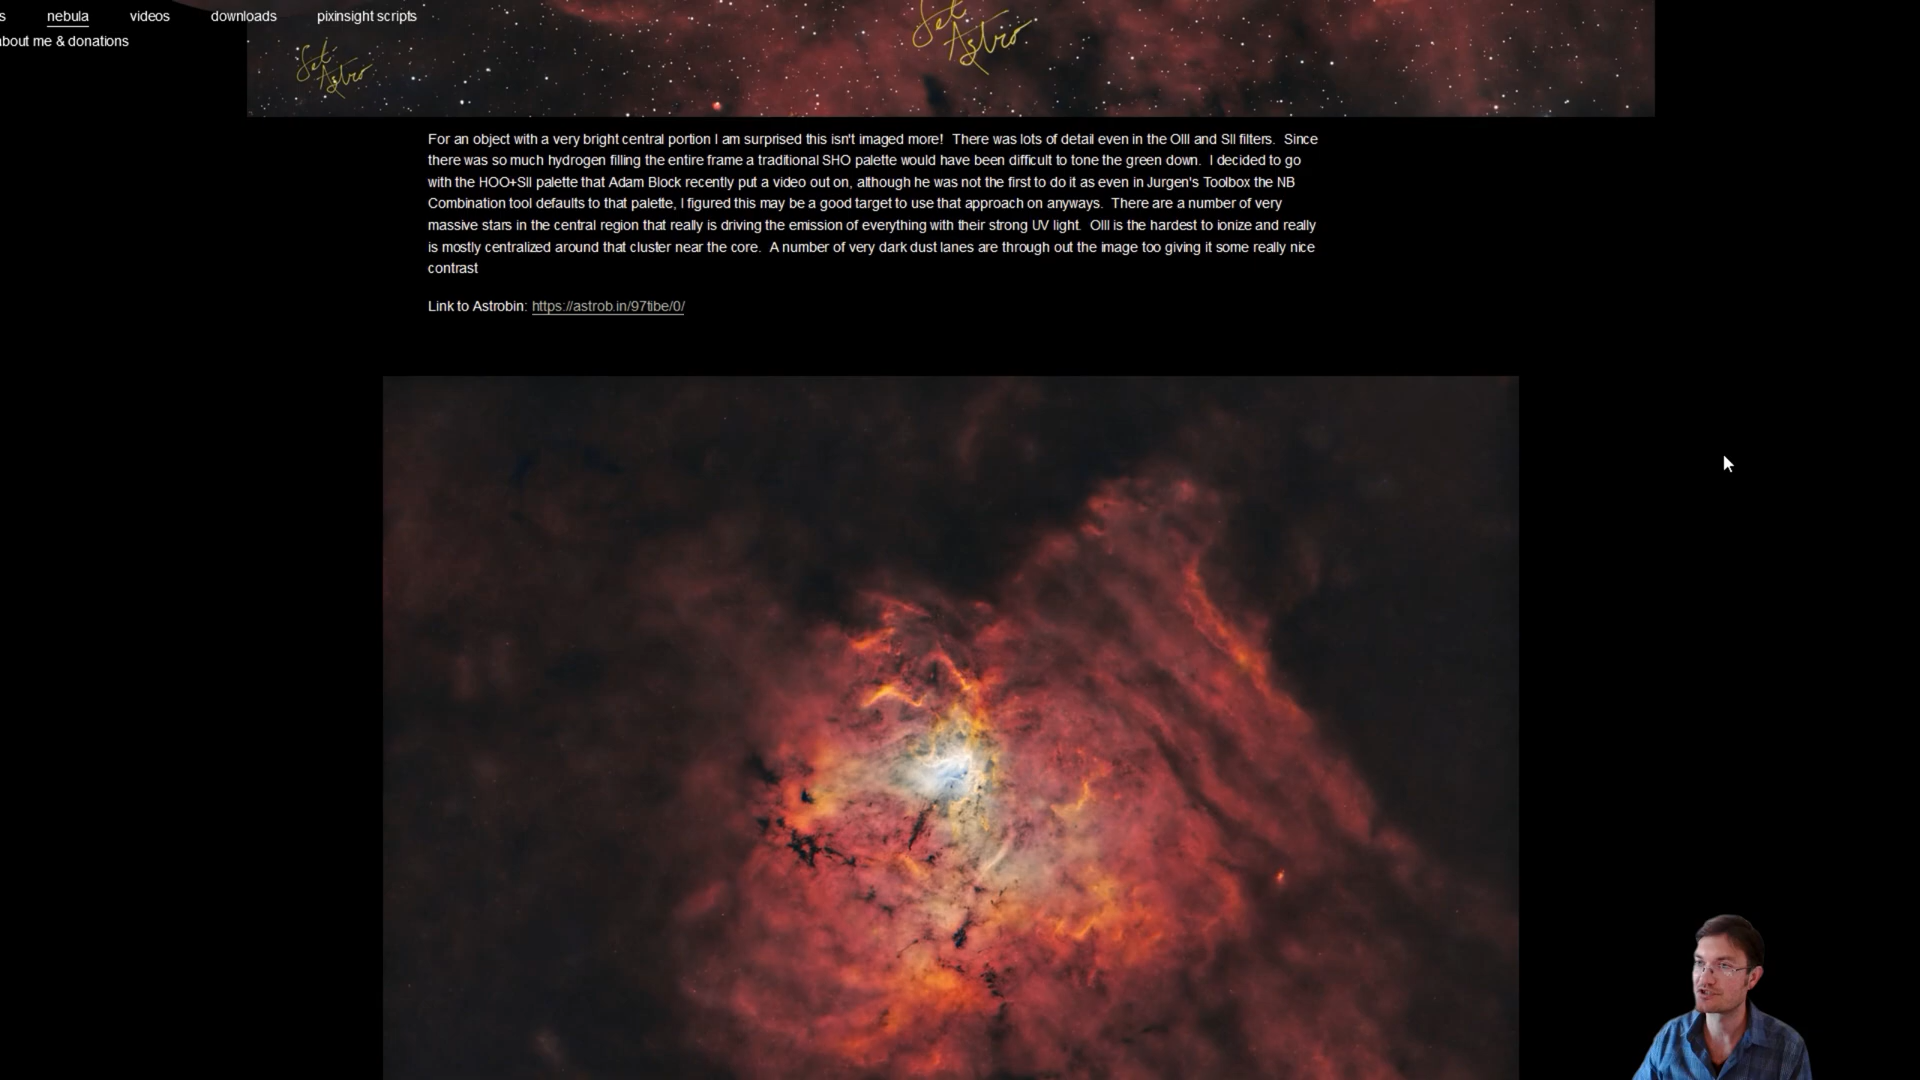 s nebula videos downloads pixinsight scripts
about me & donations
Set Astro
Set Astro
For an object with a very bright central portion I am surprised this isn't imaged more!  There was lots of detail even in the OIII and SII filters.  Since
there was so much hydrogen filling the entire frame a traditional SHO palette would have been difficult to tone the green down.  I decided to go
with the HOO+SII palette that Adam Block recently put a video out on, although he was not the first to do it as even in Jurgen's Toolbox the NB
Combination tool defaults to that palette, I figured this may be a good target to use that approach on anyways.  There are a number of very
massive stars in the central region that really is driving the emission of everything with their strong UV light.  OIII is the hardest to ionize and really
is mostly centralized around that cluster near the core.  A number of very dark dust lanes are through out the image too giving it some really nice
contrast
Link to Astrobin: https://astrob.in/97tibe/0/